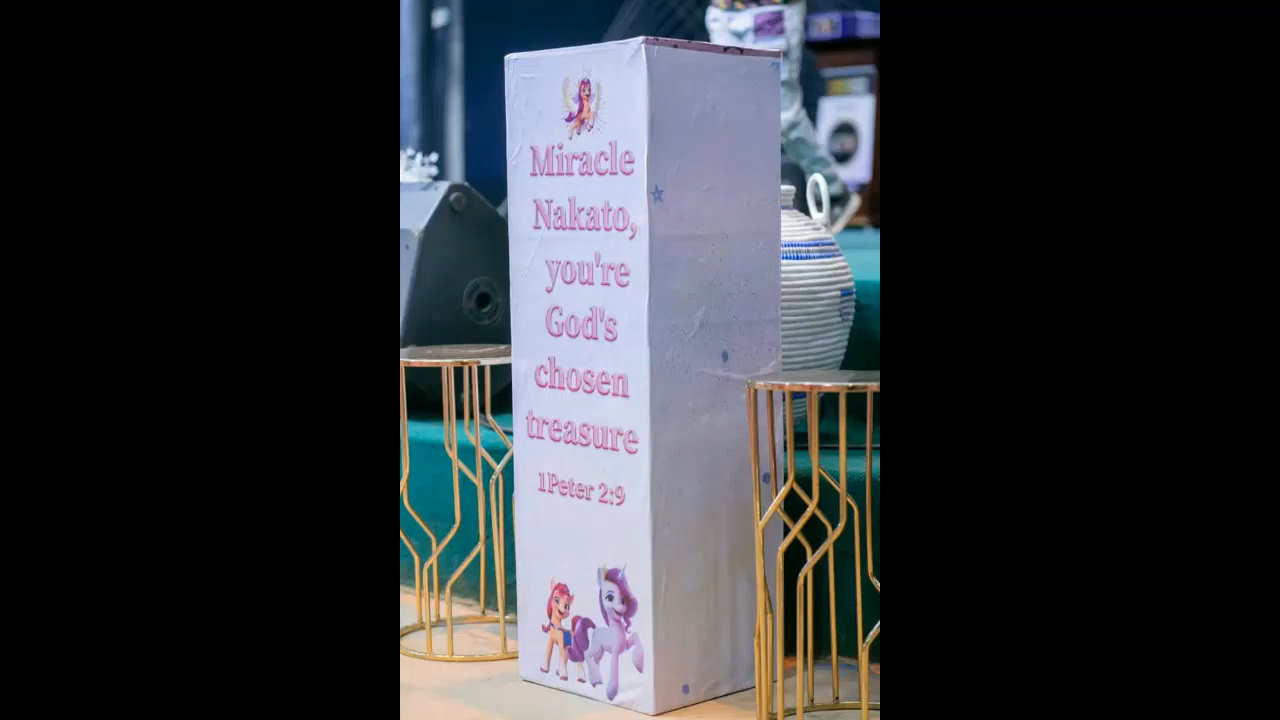 Miracle
Nakato,
you're
God's
chosen
treasure
1Peter 2:9